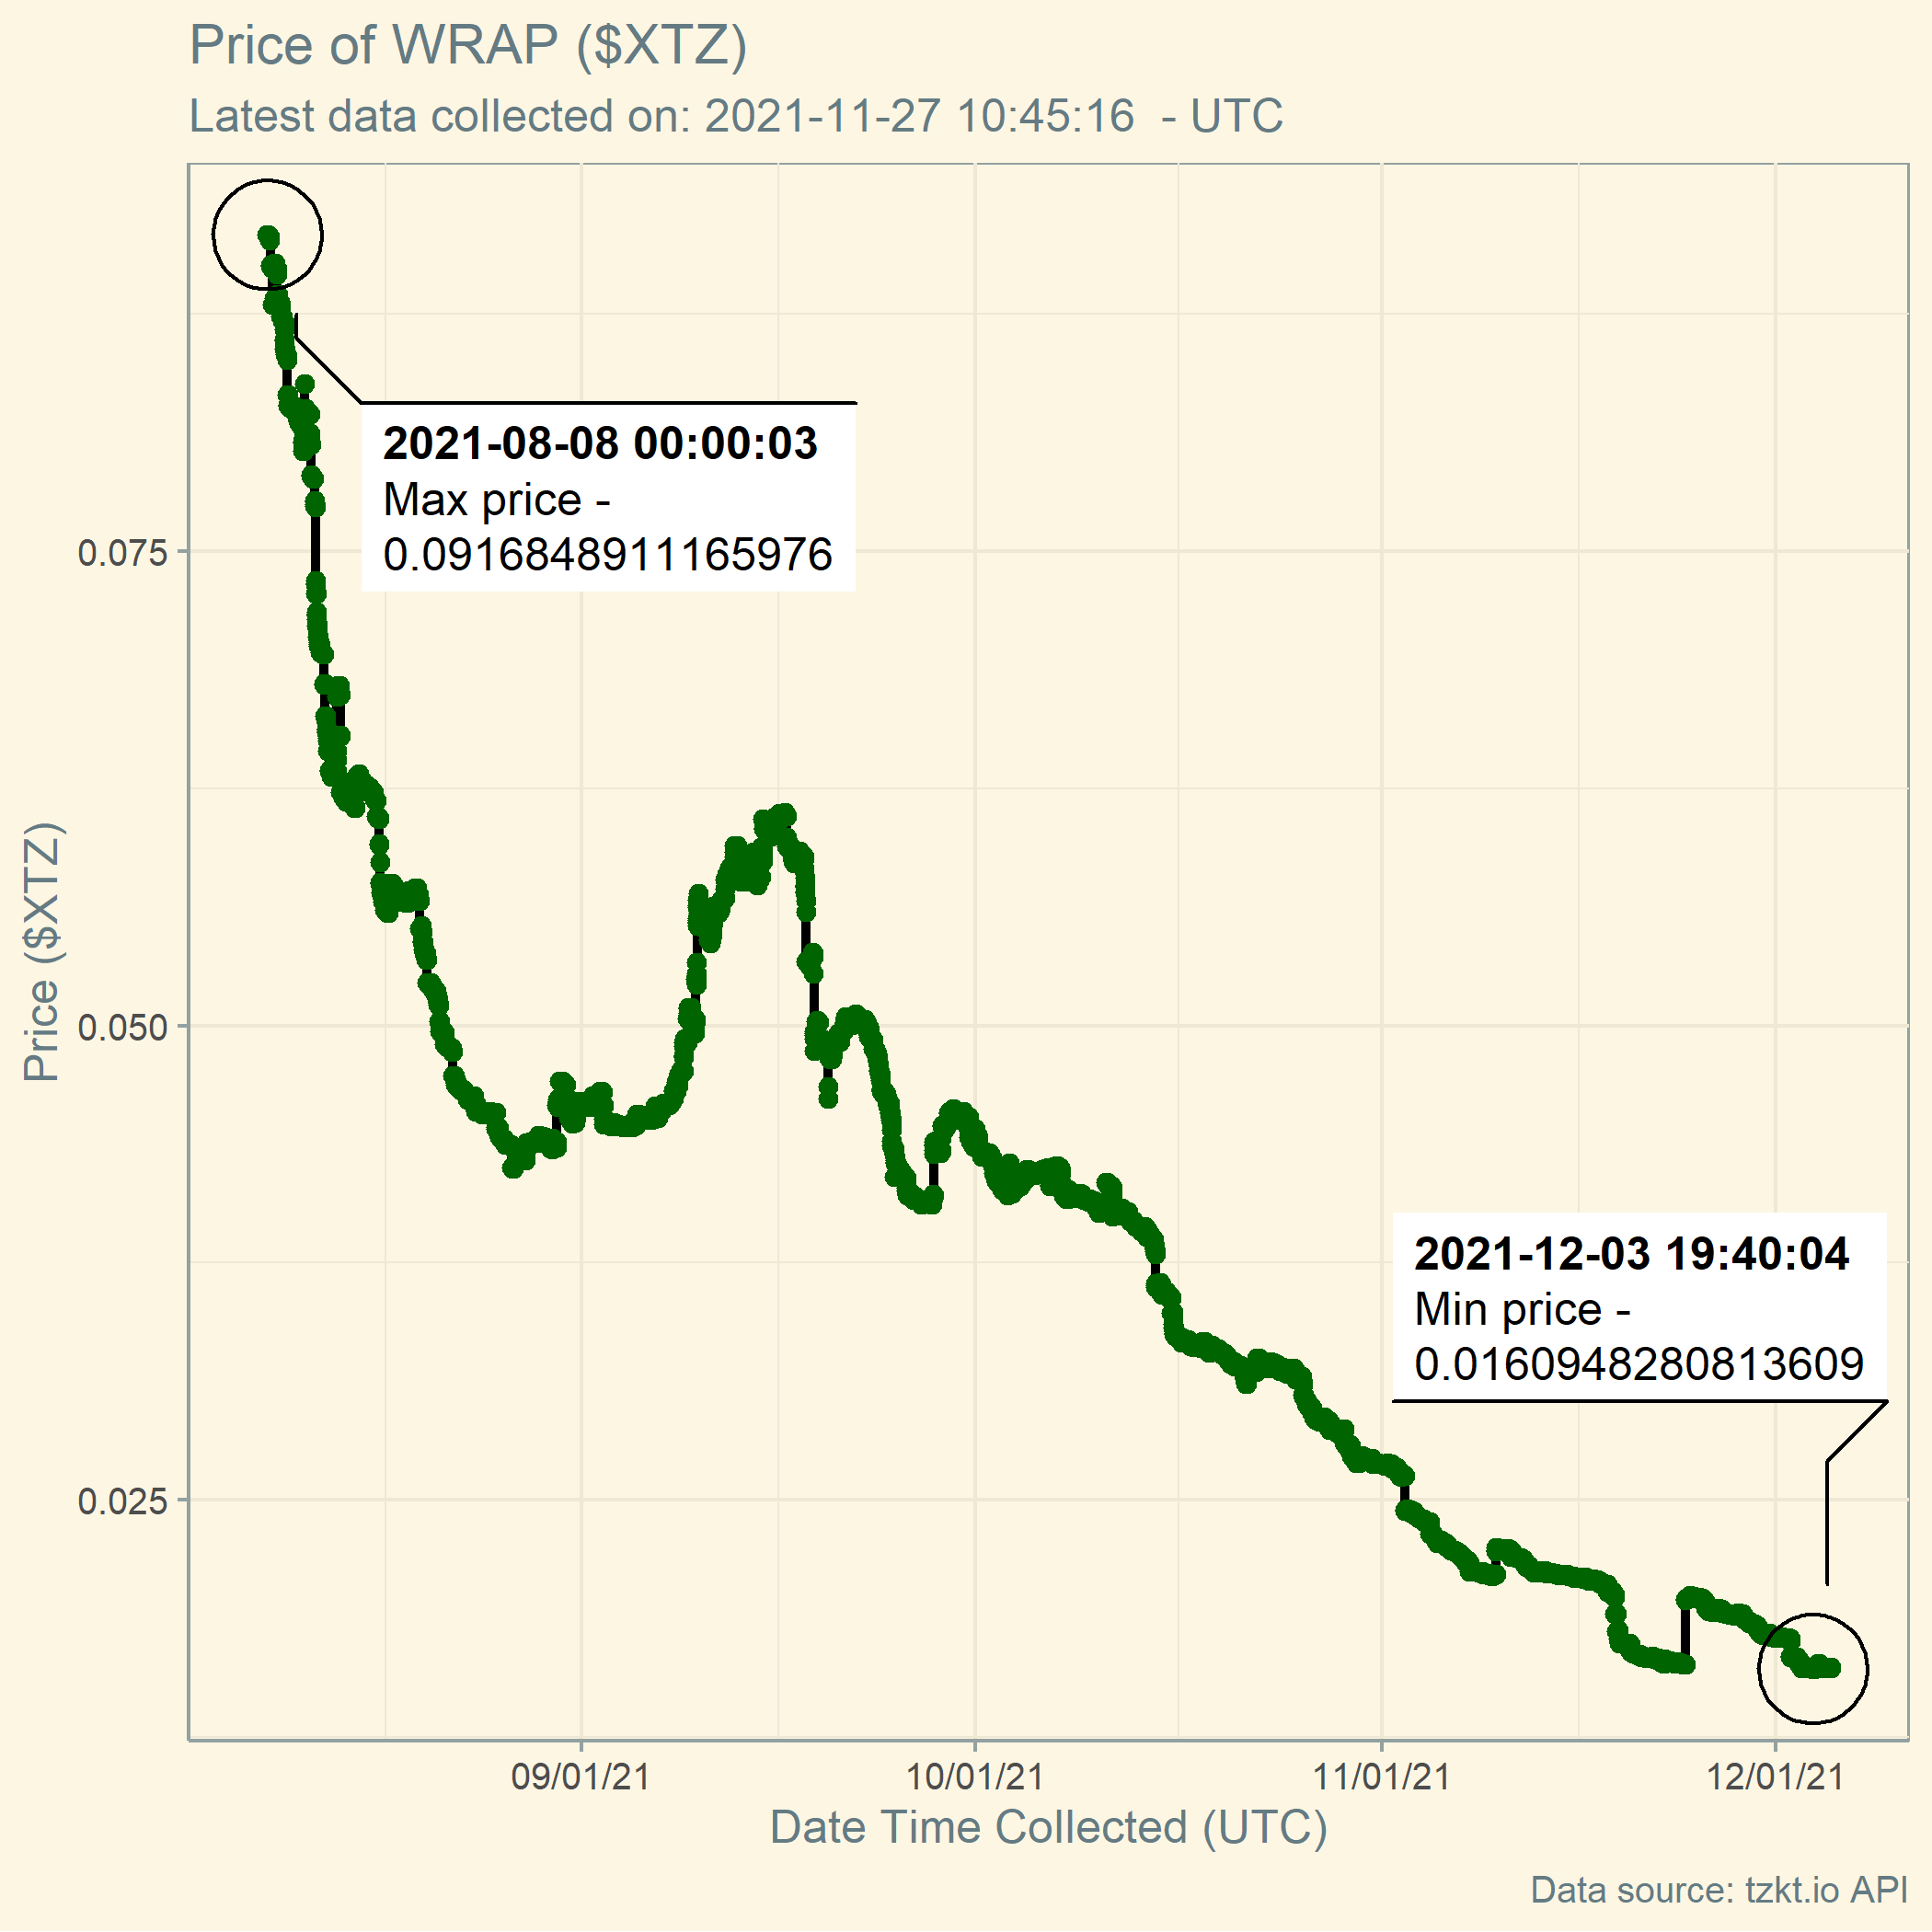 Price of WRAP ($XTZ)
Latest data collected on: 2021-11-27 10:45:16  - UTC
2021-08-08 00:00:03
Max price -
0.0916848911165976
0.075
Price ($XTZ)
0.050
2021-12-03 19:40:04
Min price -
0.0160948280813609
0.025
09/01/21
10/01/21
11/01/21
12/01/21
Date Time Collected (UTC)
Data source: tzkt.io API